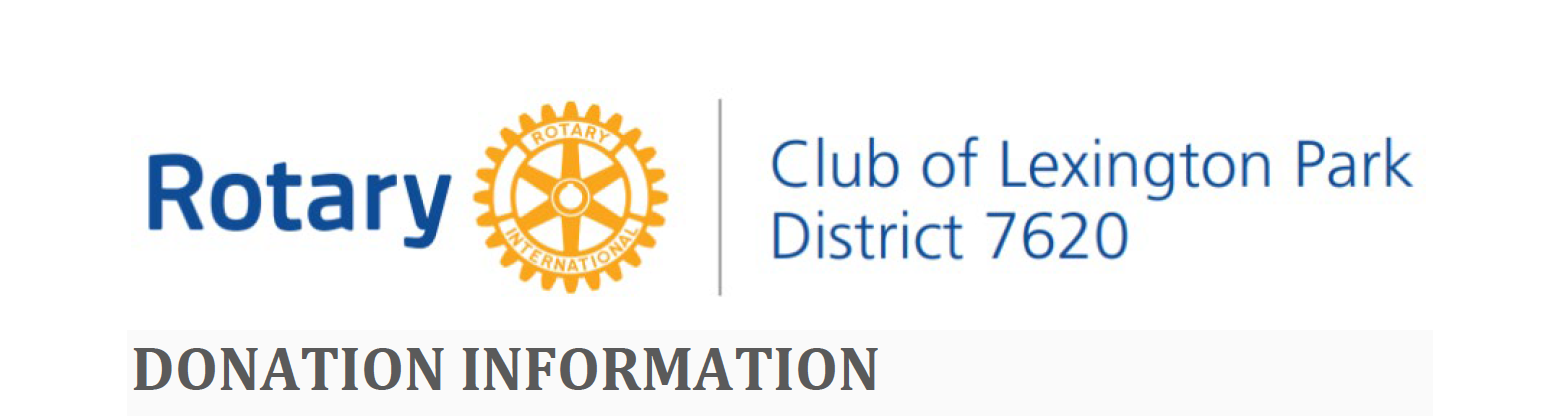 Rotary
ROTARY
INTERNATIONAL
Club of Lexington Park
District 7620
DONATION INFORMATION